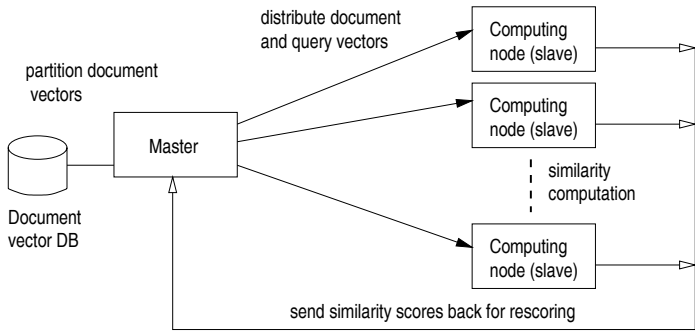 distribute document
and query vectors
Computing
node (slave)
partition document
vectors
Computing
node (slave)
Master
similarity
computation
Document
vector DB
Computing
node (slave)
send similarity scores back for rescoring